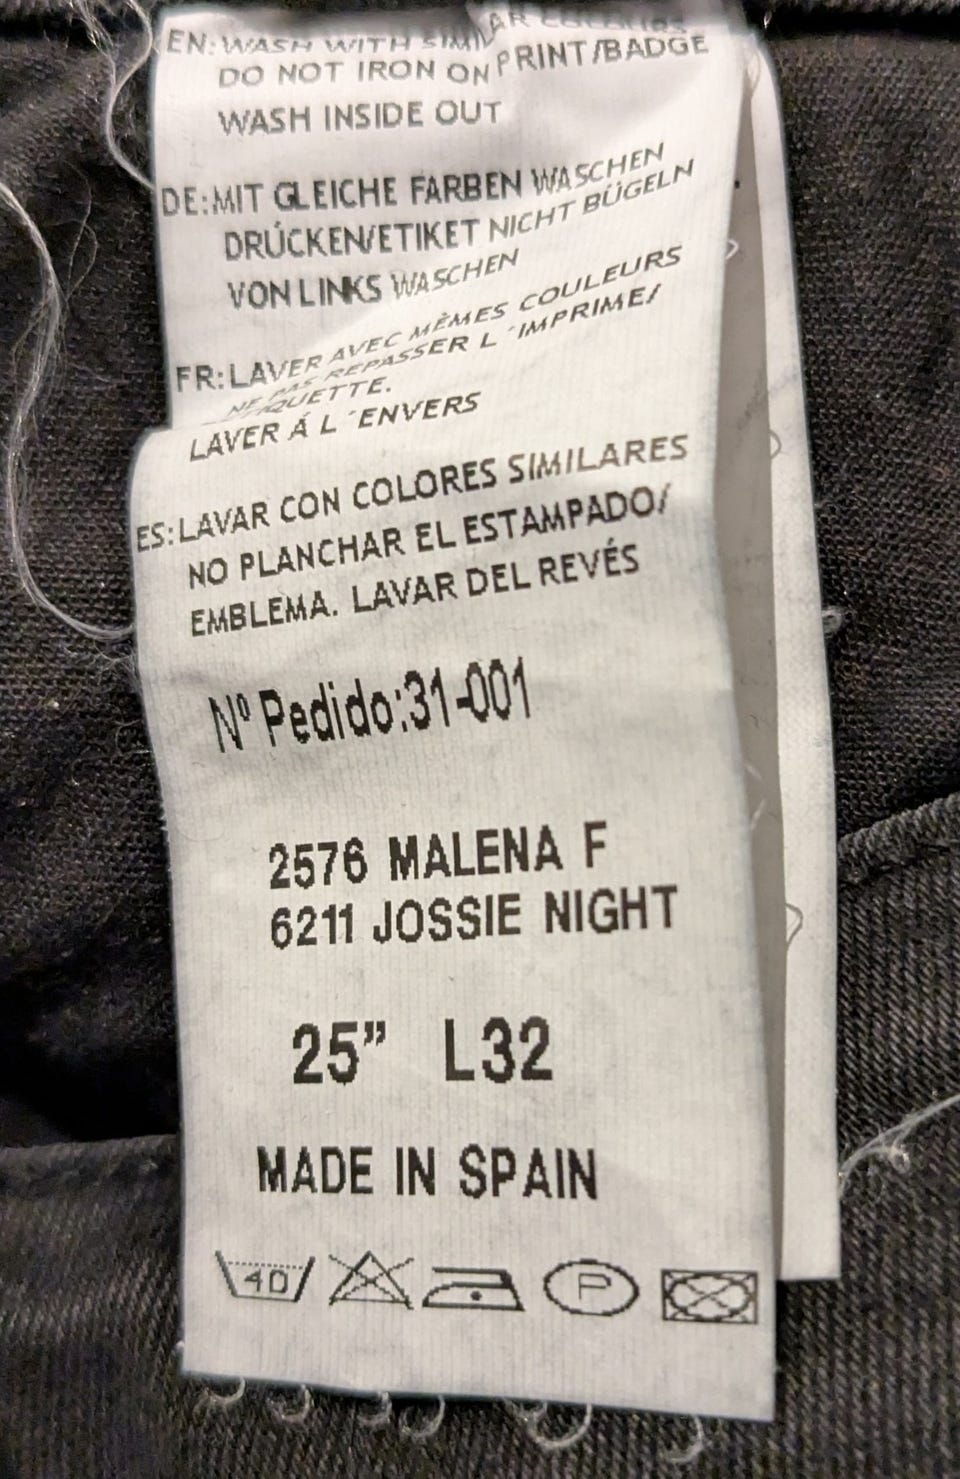 EN: WASH WITH SIMILAR COLOURS
DO NOT IRON ON PRINT/BADGE
WASH INSIDE OUT
DE:MIT GLEICHE FARBEN WASCHEN
DRÚCKEN/ETIKET NICHT BÜGELN
VON LINKS WASCHEN
FR:LAVER AVEC MÈMES COULEURS
NE PAS REPASSER L ´IMPRIME/
ETIQUETTE.
LAVER Á L ´ENVERS
ES:LAVAR CON COLORES SIMILARES
NO PLANCHAR EL ESTAMPADO/
EMBLEMA. LAVAR DEL REVÉS
Nº Pedido:31-001
2576 MALENA F
6211 JOSSIE NIGHT
25” L32
MADE IN SPAIN
40 P